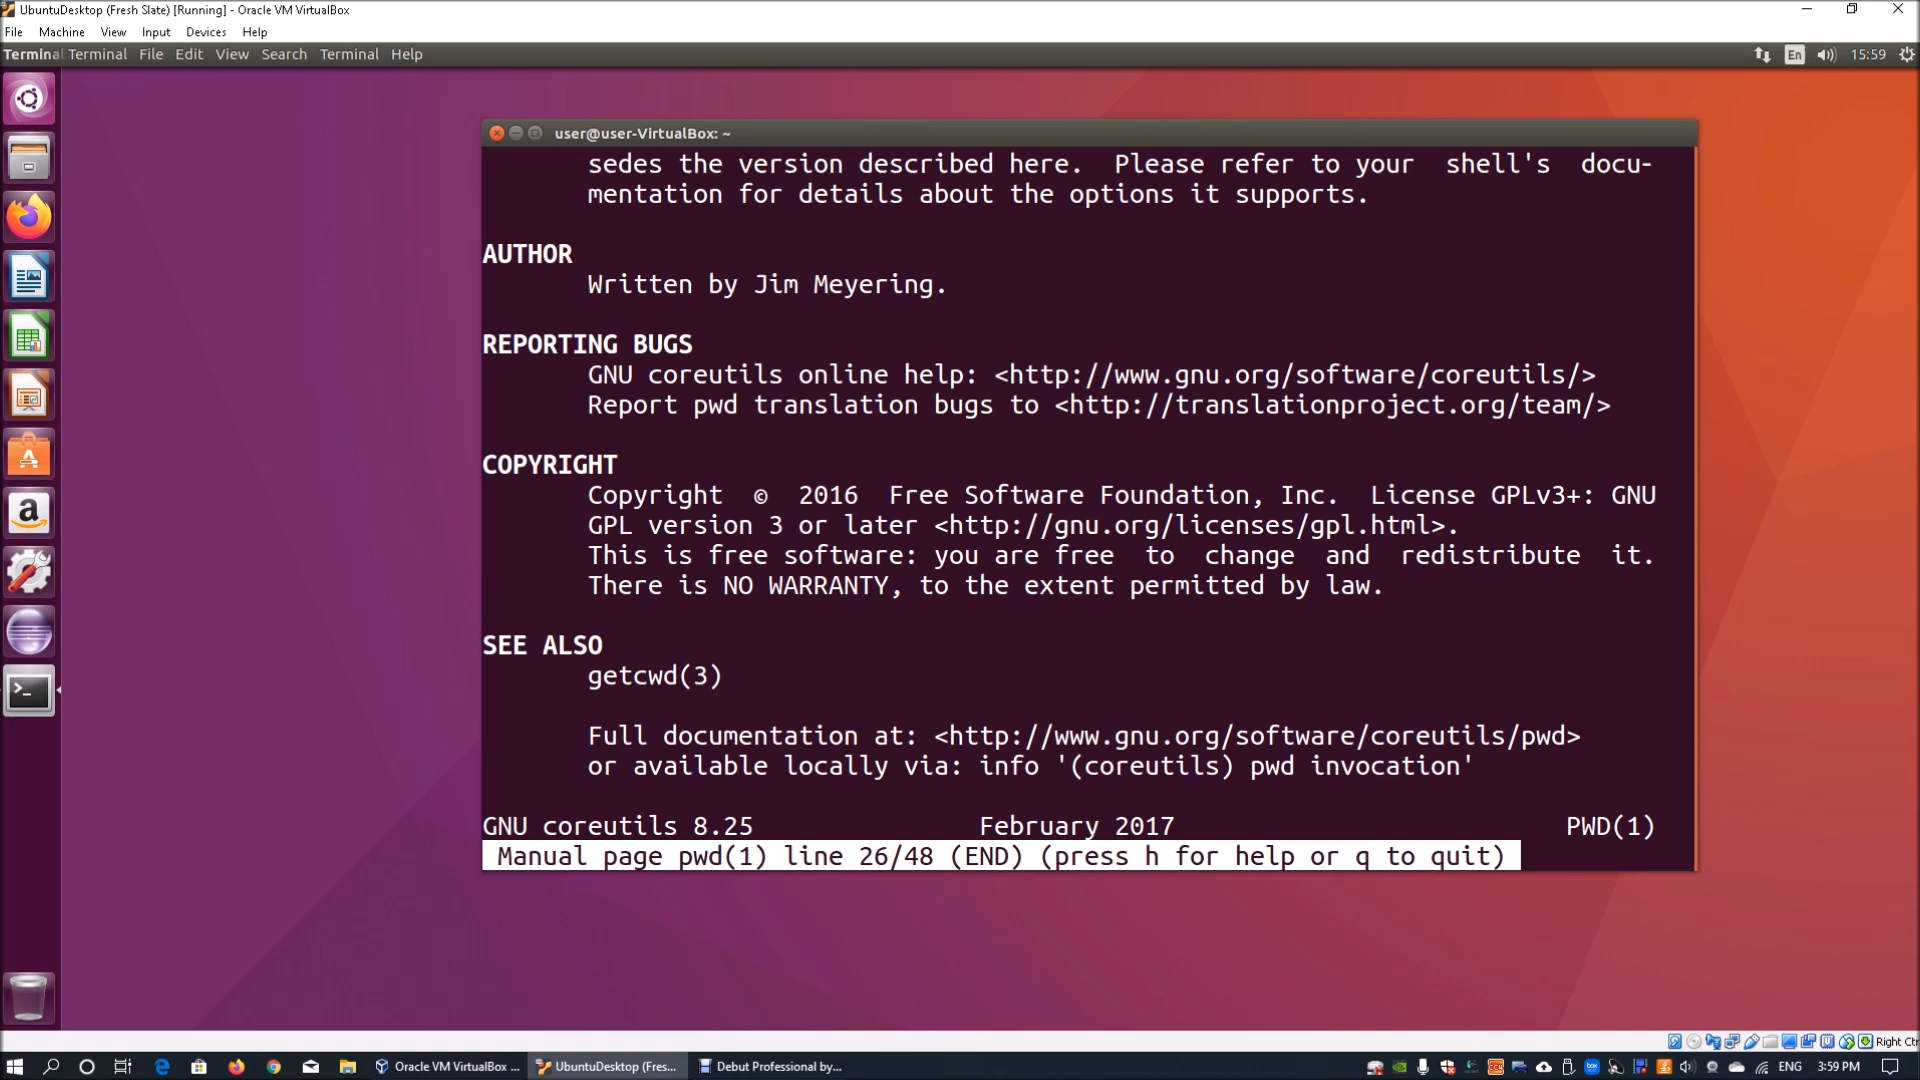 UbuntuDesktop (Fresh Slate) [Running] - Oracle VM VirtualBox
File Machine View Input Devices Help
Terminal Terminal File Edit View Search Terminal Help
En 15:59
user@user-VirtualBox: ~
sedes the version described here.  Please refer to your  shell's  docu-
mentation for details about the options it supports.
AUTHOR
Written by Jim Meyering.
REPORTING BUGS
GNU coreutils online help: <http://www.gnu.org/software/coreutils/>
Report pwd translation bugs to <http://translationproject.org/team/>
COPYRIGHT
Copyright  ©  2016  Free Software Foundation, Inc.  License GPLv3+: GNU
GPL version 3 or later <http://gnu.org/licenses/gpl.html>.
This is free software: you are free  to  change  and  redistribute  it.
There is NO WARRANTY, to the extent permitted by law.
SEE ALSO
getcwd(3)
Full documentation at: <http://www.gnu.org/software/coreutils/pwd>
or available locally via: info '(coreutils) pwd invocation'
GNU coreutils 8.25 February 2017 PWD(1)
Manual page pwd(1) line 26/48 (END) (press h for help or q to quit)
Right Ctr
Oracle VM VirtualBox ... UbuntuDesktop (Fres... Debut Professional by... ENG 3:59 PM